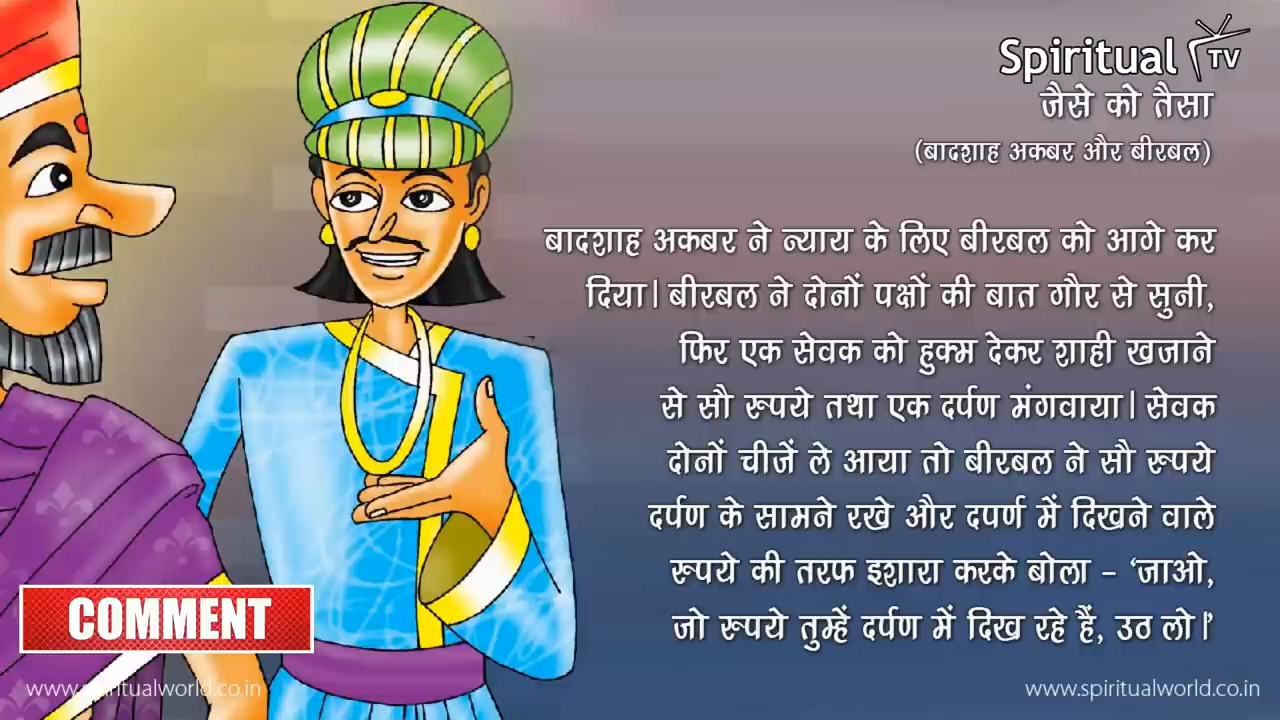 Spiritual TV
जैसे को तैसा
(बादशाह अकबर और बीरबल)
बादशाह अकबर ने न्याय के लिए बीरबल को आगे कर
दिया। बीरबल ने दोनों पक्षों की बात गौर से सुनी,
फिर एक सेवक को हुक्म देकर शाही खजाने
से सौ रूपये तथा एक दर्पण मंगवाया। सेवक
दोनों चीजें ले आया तो बीरबल ने सौ रूपये
दर्पण के सामने रखे और दपर्ण में दिखने वाले
रूपये की तरफ इशारा करके बोला – ‘जाओ,
जो रूपये तुम्हें दर्पण में दिख रहे हैं, उठ लो।’
COMMENT
www.spiritualworld.co.in
www.spiritualworld.co.in